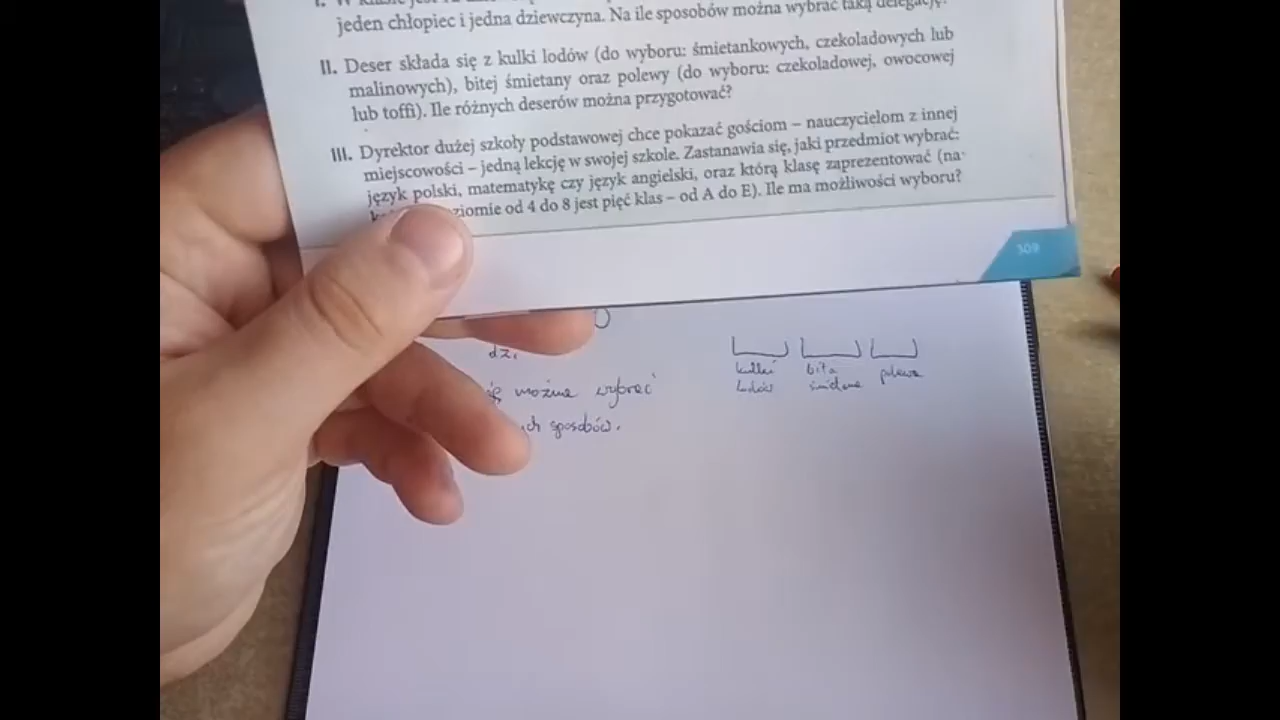 jeden chłopiec i jedna dziewczyna. Na ile sposobów można wybrać taką delegację?
II. Deser składa się z kulki lodów (do wyboru: śmietankowych, czekoladowych lub
malinowych), bitej śmietany oraz polewy (do wyboru: czekoladowej, owocowej
lub toffi). Ile różnych deserów można przygotować?
III. Dyrektor dużej szkoły podstawowej chce pokazać gościom – nauczycielom z innej
miejscowości – jedną lekcję w swojej szkole. Zastanawia się, jaki przedmiot wybrać:
język polski, matematykę czy język angielski, oraz którą klasę zaprezentować (na
od 4 do 8 jest pięć klas – od A do E). Ile ma możliwości wyboru?
309
dz.
można wybrać
sposobów.
kulki bita polewa
lodów śmietana